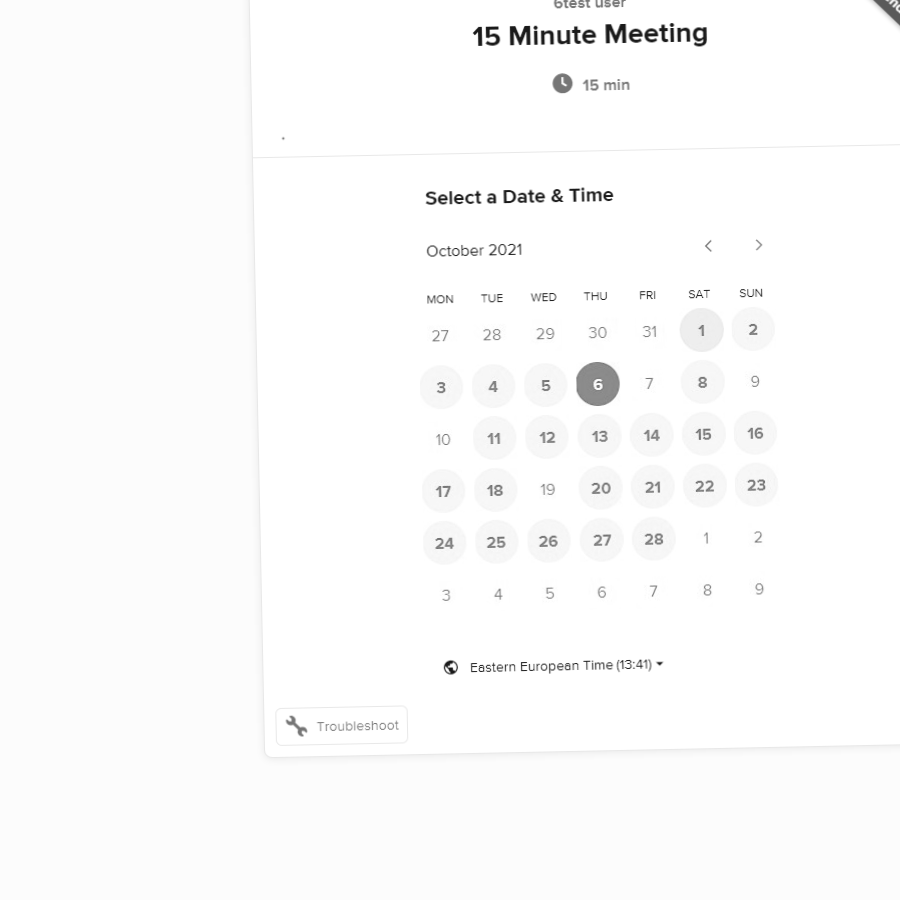 6test user
15 Minute Meeting
15 min
.
Select a Date & Time
October 2021
MON TUE WED THU FRI SAT SUN
27 28 29 30 31 1 2
3 4 5 6 7 8 9
10 11 12 13 14 15 16
17 18 19 20 21 22 23
24 25 26 27 28 1 2
3 4 5 6 7 8 9
Eastern European Time (13:41)
Troubleshoot